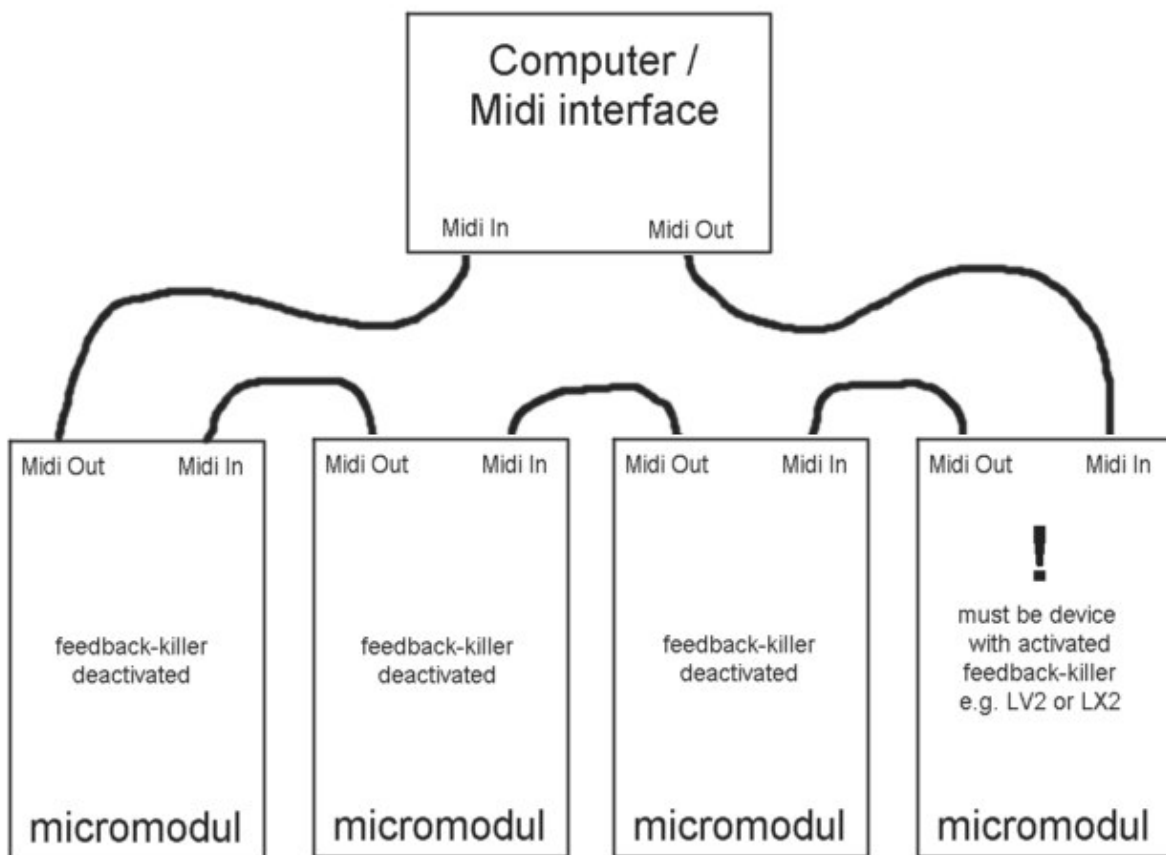 Computer /
Midi interface
Midi In
Midi Out
Midi Out
Midi In
Midi Out
Midi In
Midi Out
Midi In
Midi Out
Midi In
feedback-killer
deactivated
feedback-killer
deactivated
feedback-killer
deactivated
!
must be device
with activated
feedback-killer
e.g. LV2 or LX2
micromodul
micromodul
micromodul
micromodul